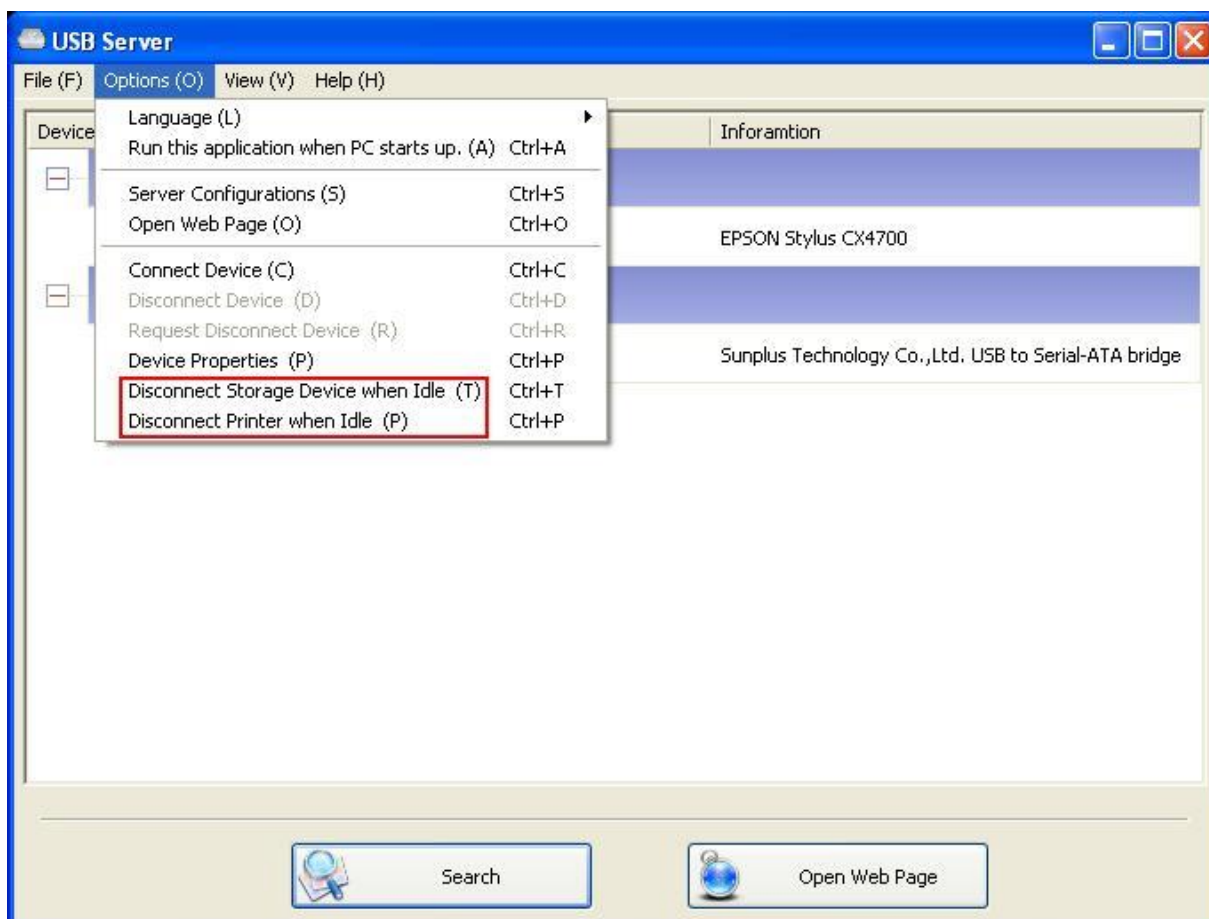 USB Server
File (F) Options (O) View (V) Help (H)
Device Inforamtion
Language (L)
Run this application when PC starts up. (A) Ctrl+A
Server Configurations (S) Ctrl+S
Open Web Page (O) Ctrl+O
EPSON Stylus CX4700
Connect Device (C) Ctrl+C
Disconnect Device (D) Ctrl+D
Request Disconnect Device (R) Ctrl+R
Device Properties (P) Ctrl+P
Sunplus Technology Co.,Ltd. USB to Serial-ATA bridge
Disconnect Storage Device when Idle (T) Ctrl+T
Disconnect Printer when Idle (P) Ctrl+P
Search Open Web Page